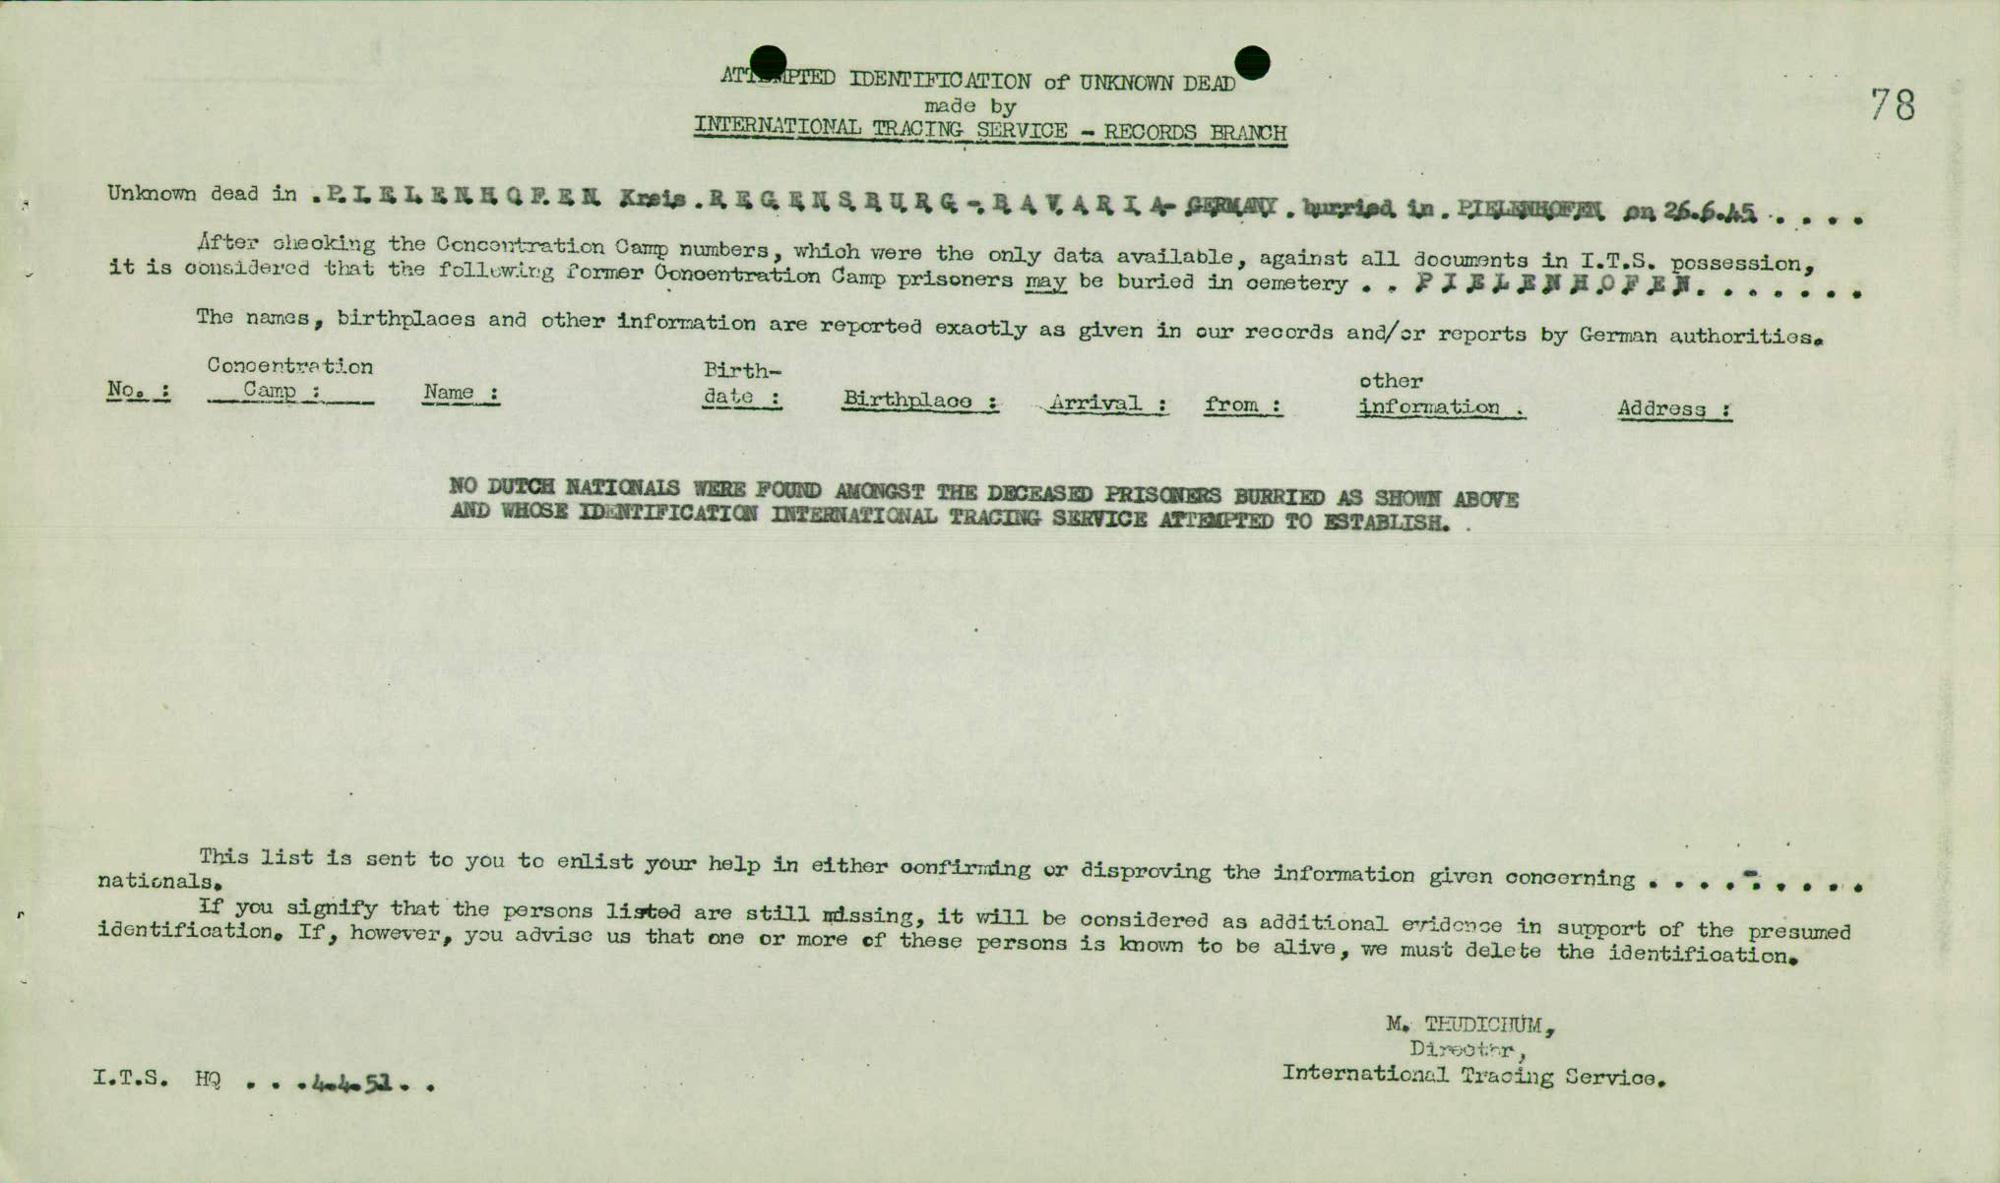 ATTEMPTED IDENTIFICATION of UNKNOWN DEAD
made by
INTERNATIONAL TRACING SERVICE - RECORDS BRANCH
78
Unknown dead in . P.I.E.L.E.N.H.O.F.E.N Kreis . R.E.G.E.N.S.B.U.R.G.-.B.A.V.A.R.I.A- GERMANY . burried in . PIELENHOFEN on 26.6.45 . . . .
After checking the Concentration Camp numbers, which were the only data available, against all documents in I.T.S. possession,
it is considered that the following former Concentration Camp prisoners may be buried in cemetery . . P.I.E.L.E.N.H.O.F.E.N. . . . . . .
The names, birthplaces and other information are reported exactly as given in our records and/or reports by German authorities.
No. : Concentration Camp : Name : Birth-date : Birthplace : Arrival : from : other information . Address :
NO DUTCH NATIONALS WERE FOUND AMONGST THE DECEASED PRISONERS BURRIED AS SHOWN ABOVE
AND WHOSE IDENTIFICATION INTERNATIONAL TRACING SERVICE ATTEMPTED TO ESTABLISH. .
This list is sent to you to enlist your help in either confirming or disproving the information given concerning . . . . - . . . .
nationals.
If you signify that the persons listed are still missing, it will be considered as additional evidence in support of the presumed
identification. If, however, you advise us that one or more of these persons is known to be alive, we must delete the identification.
M. THUDICHUM,
Director,
International Tracing Service.
I.T.S. HQ . . . 4.4.51 . .